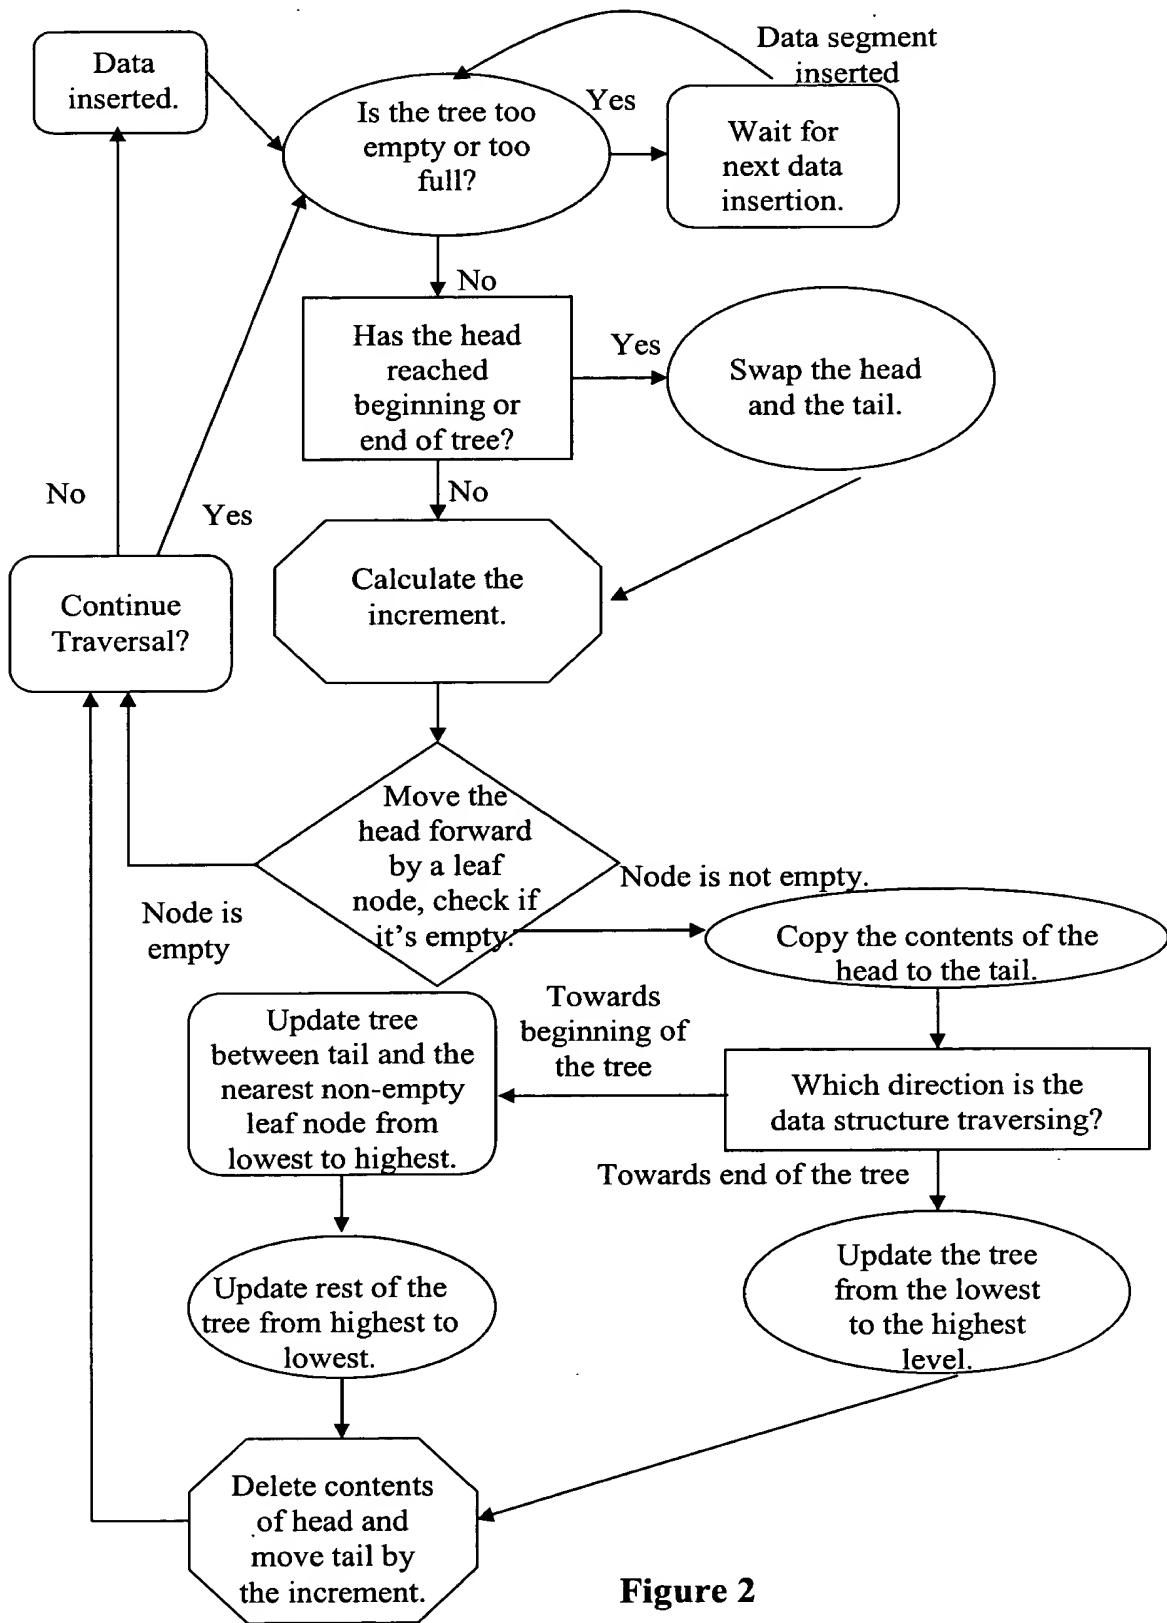 Data segment
inserted
Data
inserted.
Is the tree too
empty or too
full?
Yes
Wait for
next data
insertion.
No
Has the head
reached
beginning or
end of tree?
Yes
Swap the head
and the tail.
No
No
Yes
Continue
Traversal?
Calculate the
increment.
Move the
head forward
by a leaf
node, check if
it's empty.
Node is not empty.
Node is
empty
Copy the contents of the
head to the tail.
Towards
beginning of
the tree
Update tree
between tail and the
nearest non-empty
leaf node from
lowest to highest.
Which direction is the
data structure traversing?
Towards end of the tree
Update rest of the
tree from highest to
lowest.
Update the tree
from the lowest
to the highest
level.
Delete contents
of head and
move tail by
the increment.
Figure 2